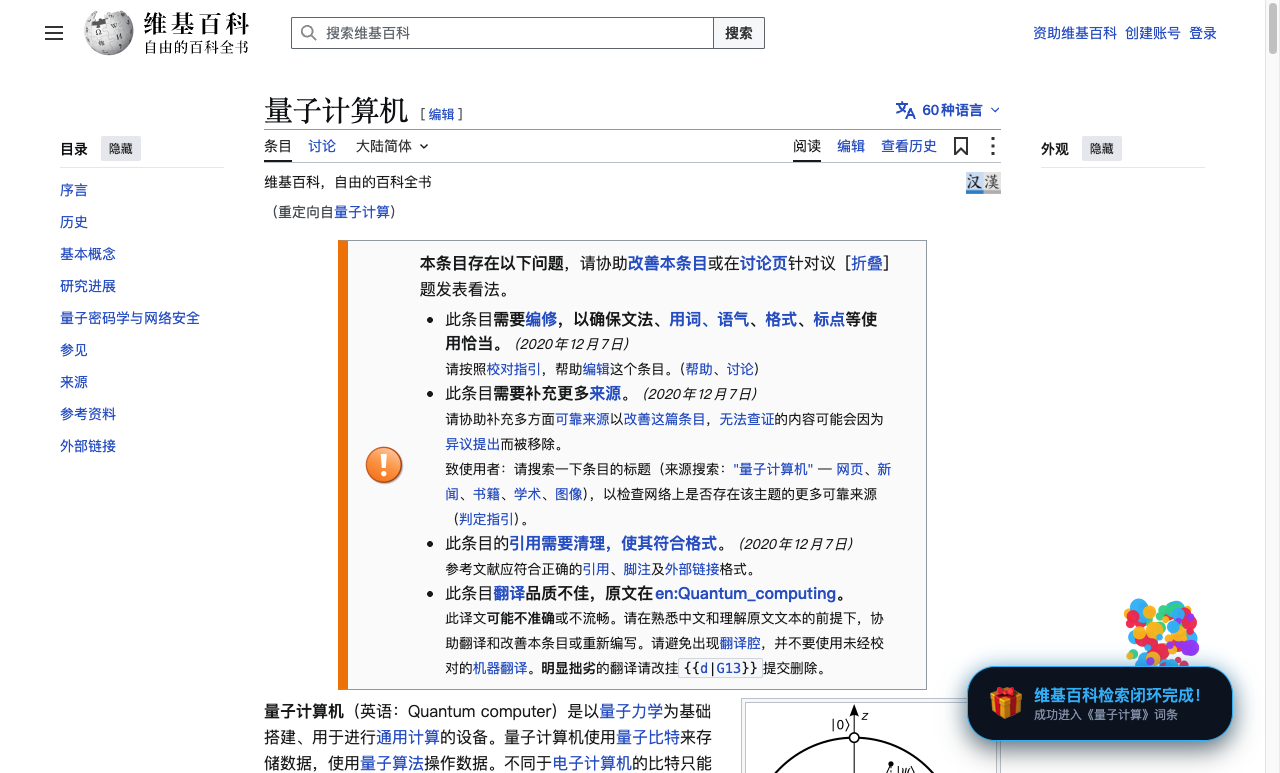 维基百科
自由的百科全书
搜索维基百科
搜索
资助维基百科 创建账号 登录
量子计算机 [ 编辑 ]
60种语言
目录 隐藏
条目 讨论 大陆简体
阅读 编辑 查看历史
外观 隐藏
序言
历史
基本概念
研究进展
量子密码学与网络安全
参见
来源
参考资料
外部链接
维基百科，自由的百科全书
汉 漢
（重定向自量子计算）
本条目存在以下问题，请协助改善本条目或在讨论页针对议 [折叠]
题发表看法。
• 此条目需要编修，以确保文法、用词、语气、格式、标点等使
用恰当。 (2020年12月7日)
请按照校对指引，帮助编辑这个条目。（帮助、讨论）
• 此条目需要补充更多来源。 (2020年12月7日)
请协助补充多方面可靠来源以改善这篇条目，无法查证的内容可能会因为
异议提出而被移除。
致使用者：请搜索一下条目的标题（来源搜索："量子计算机" — 网页、新
闻、书籍、学术、图像），以检查网络上是否存在该主题的更多可靠来源
（判定指引）。
• 此条目的引用需要清理，使其符合格式。 (2020年12月7日)
参考文献应符合正确的引用、脚注及外部链接格式。
• 此条目翻译品质不佳，原文在en:Quantum_computing。
此译文可能不准确或不流畅。请在熟悉中文和理解原文文本的前提下，协
助翻译和改善本条目或重新编写。请避免出现翻译腔，并不要使用未经校
对的机器翻译。明显拙劣的翻译请改挂{{d|G13}}提交删除。
量子计算机（英语：Quantum computer）是以量子力学为基础
搭建、用于进行通用计算的设备。量子计算机使用量子比特来存
储数据，使用量子算法操作数据。不同于电子计算机的比特只能
z
|0⟩
|ψ⟩
维基百科检索闭环完成！
成功进入《量子计算》词条